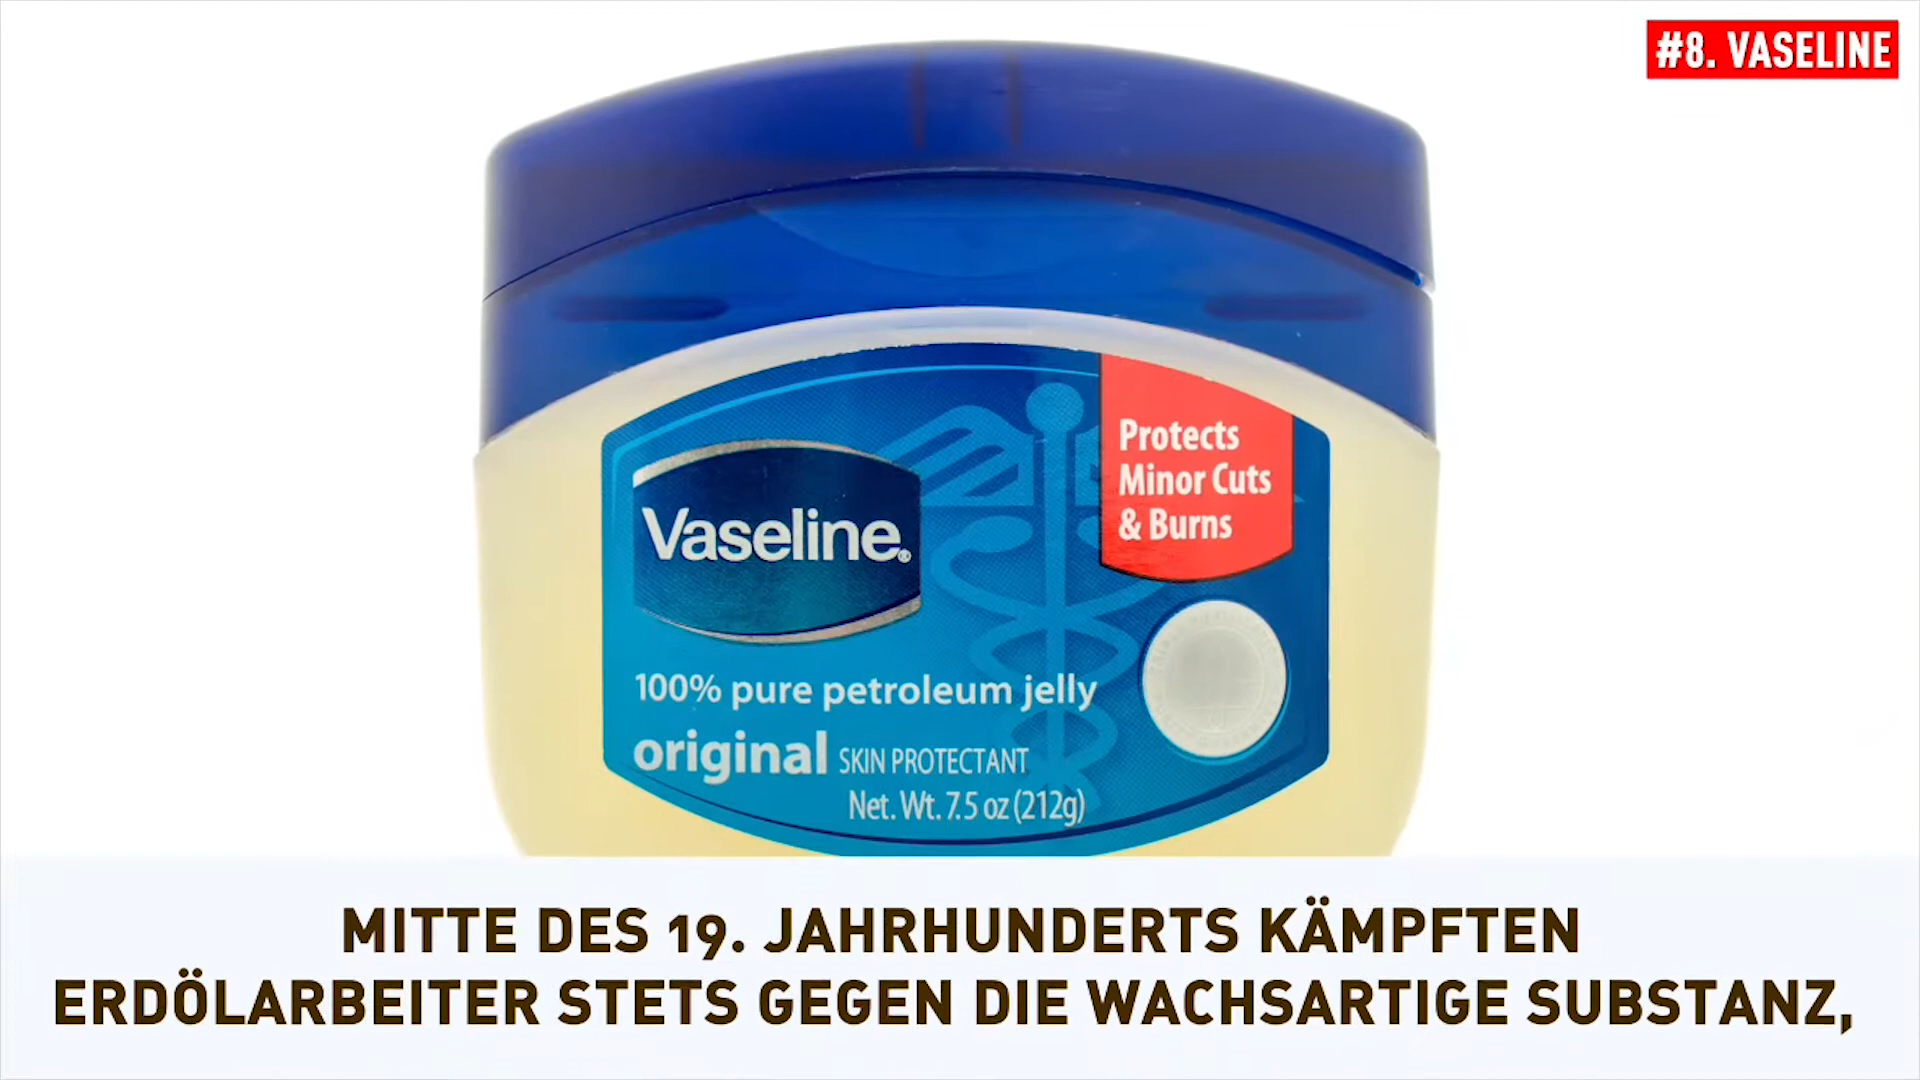 #8. VASELINE
Protects
Minor Cuts
& Burns
Vaseline®
100% pure petroleum jelly
original SKIN PROTECTANT
Net. Wt. 7.5 oz (212g)
MITTE DES 19. JAHRHUNDERTS KÄMPFTEN
ERDÖLARBEITER STETS GEGEN DIE WACHSARTIGE SUBSTANZ,